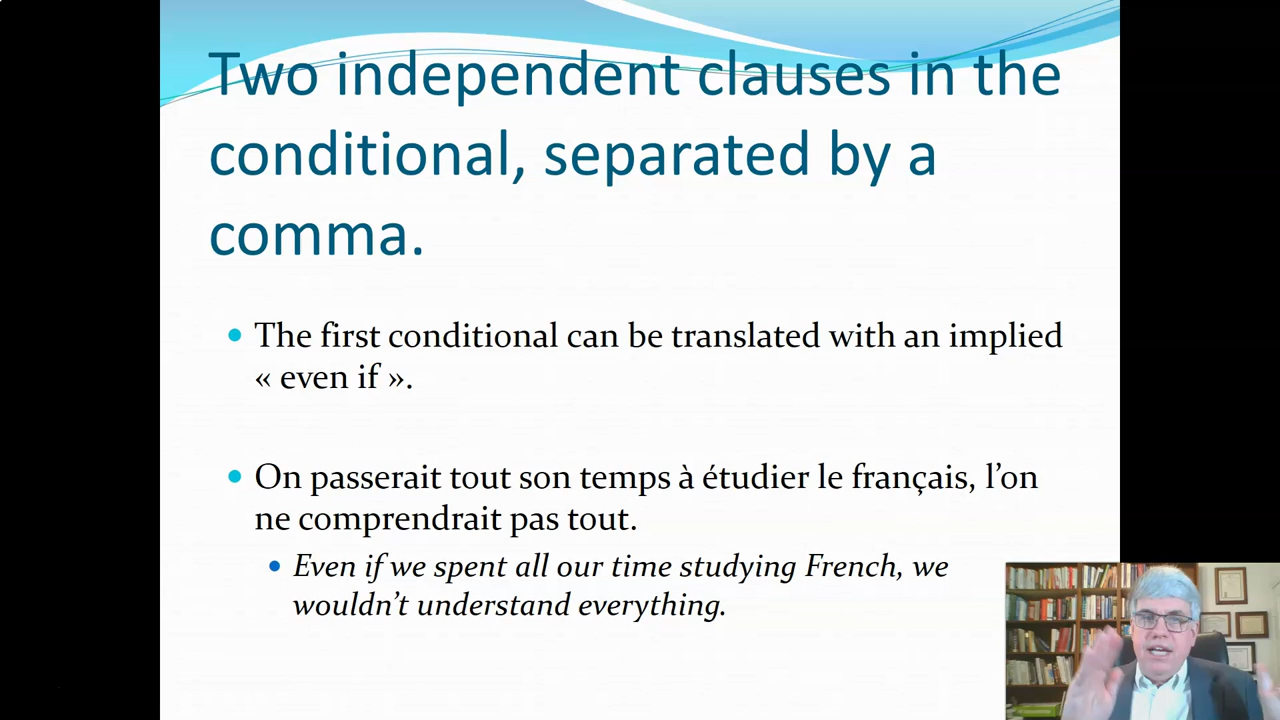 Two independent clauses in the
conditional, separated by a
comma.
The first conditional can be translated with an implied
« even if ».
On passerait tout son temps à étudier le français, l’on
ne comprendrait pas tout.
Even if we spent all our time studying French, we
wouldn’t understand everything.